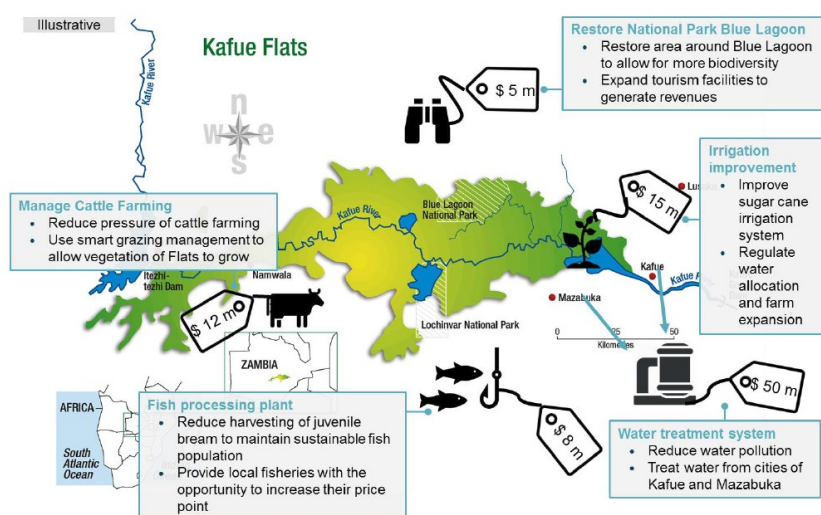 Illustrative
Kafue Flats
Kafue River
n
w e
s
Restore National Park Blue Lagoon
• Restore area around Blue Lagoon
to allow for more biodiversity
• Expand tourism facilities to
generate revenues
$ 5 m
Irrigation
improvement
• Improve
sugar cane
irrigation
system
• Regulate
water
allocation
and farm
expansion
$ 15 m
Manage Cattle Farming
• Reduce pressure of cattle farming
• Use smart grazing management to
allow vegetation of Flats to grow
$ 12 m
Blue Lagoon
National Park
Kafue River
Itezhi-
tezhi Dam
Namwala
Kafue
Kafue
Mazabuka
Lochinvar National Park
0 25 50
Kilometres
ZAMBIA
AFRICA
South
Atlantic
Ocean
Fish processing plant
• Reduce harvesting of juvenile
bream to maintain sustainable fish
population
• Provide local fisheries with the
opportunity to increase their price
point
$ 8 m
$ 50 m
Water treatment system
• Reduce water pollution
• Treat water from cities of
Kafue and Mazabuka